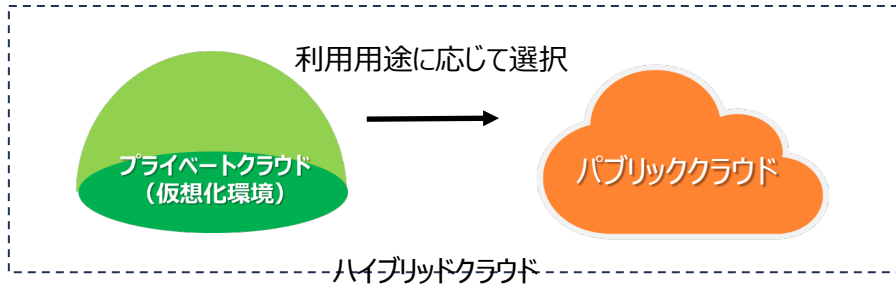 利用用途に応じて選択
プライベートクラウド
（仮想化環境）
パブリッククラウド
ハイブリッドクラウド